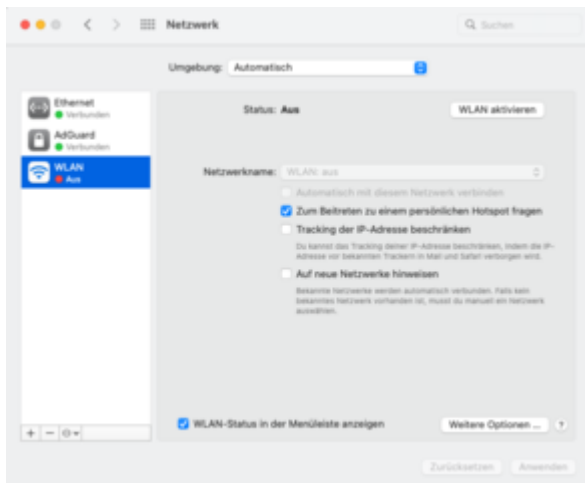 Netzwerk
Suchen
Umgebung: Automatisch
Ethernet
Verbunden
AdGuard
Verbunden
WLAN
Aus
Status: Aus
WLAN aktivieren
Netzwerkname: WLAN: aus
Automatisch mit diesem Netzwerk verbinden
Zum Beitreten zu einem persönlichen Hotspot fragen
Tracking der IP-Adresse beschränken
Du kannst das Tracking deiner IP-Adresse beschränken, indem die IP-
Adresse vor bekannten Trackern in Mail und Safari verborgen wird.
Auf neue Netzwerke hinweisen
Bekannte Netzwerke werden automatisch verbunden. Falls kein
bekanntes Netzwerk vorhanden ist, musst du manuell ein Netzwerk
auswählen.
WLAN-Status in der Menüleiste anzeigen
Weitere Optionen ...
?
Zurücksetzen
Anwenden